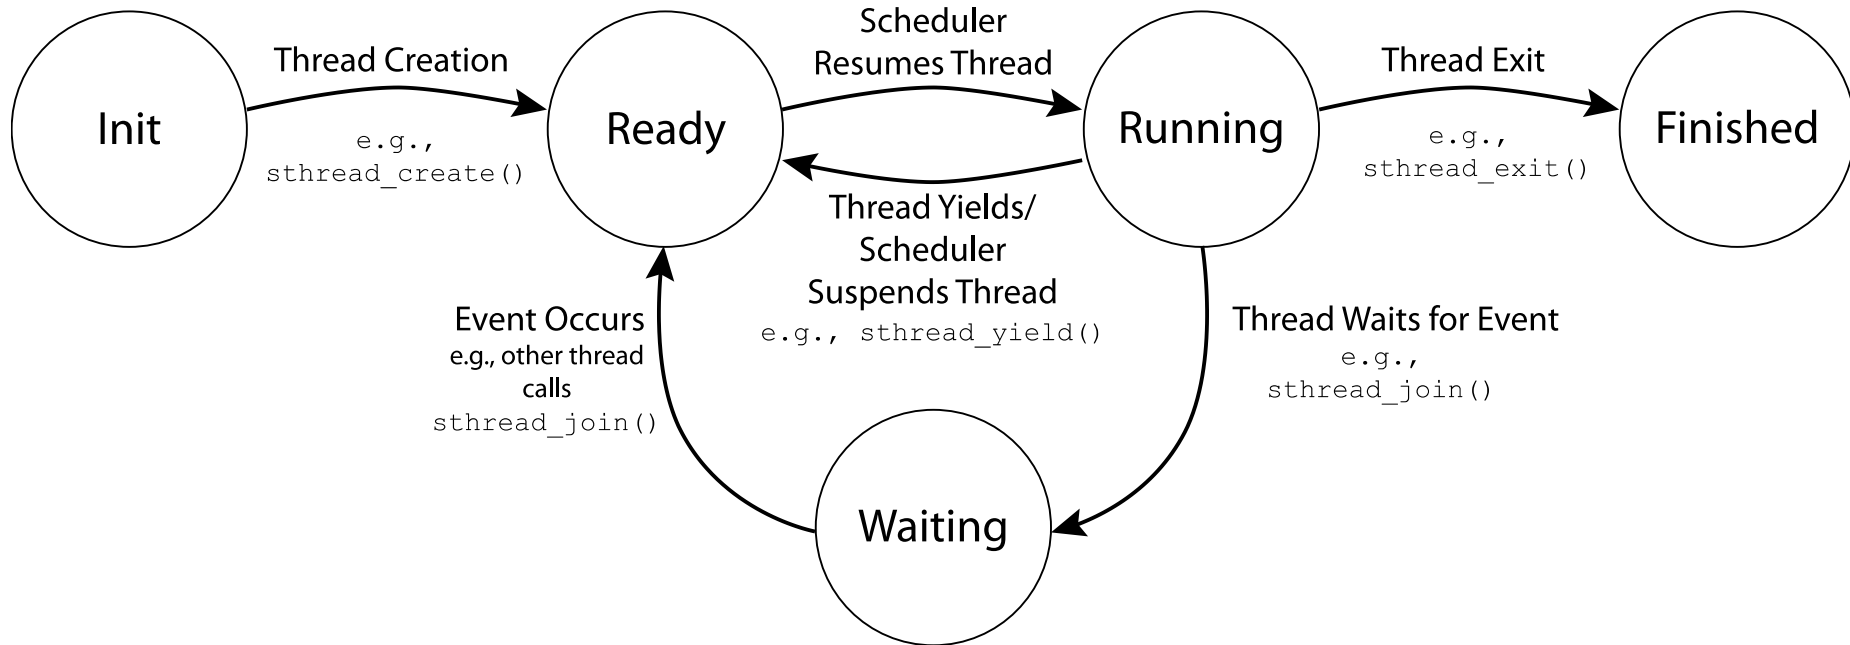 Init
Thread Creation
e.g.,
sthread_create()
Ready
Scheduler
Resumes Thread
Thread Yields/
Scheduler
Suspends Thread
e.g., sthread_yield()
Running
Thread Exit
e.g.,
sthread_exit()
Finished
Event Occurs
e.g., other thread
calls
sthread_join()
Thread Waits for Event
e.g.,
sthread_join()
Waiting